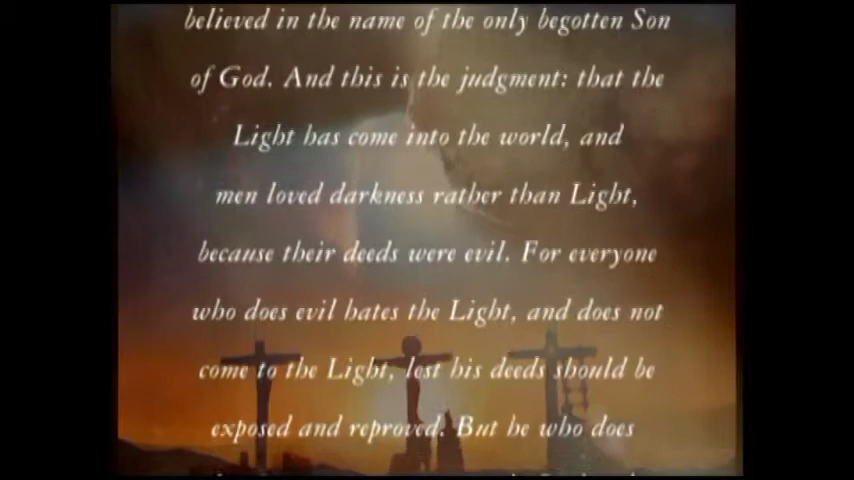 believed in the name of the only begotten Son
of God. And this is the judgment: that the
Light has come into the world, and
men loved darkness rather than Light,
because their deeds were evil. For everyone
who does evil hates the Light, and does not
come to the Light, lest his deeds should be
exposed and reproved. But he who does